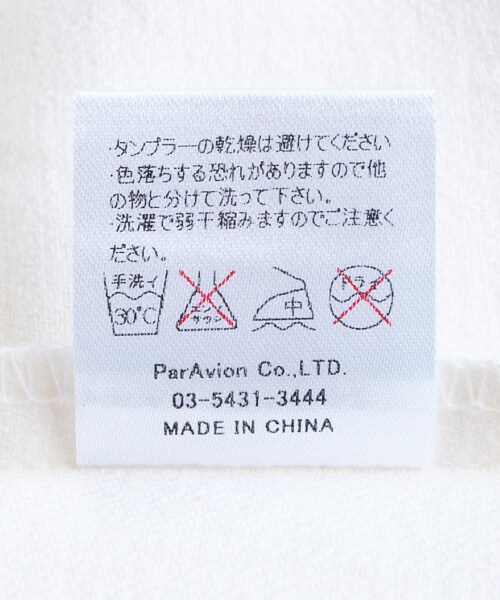 ・タンブラーの乾燥は避けてください
・色落ちする恐れがありますので他
の物と分けて洗って下さい。
・洗濯で弱干縮みますのでご注意く
ださい。
手洗イ
30℃
エンソ
サラシ
中
ドライ
ParAvion Co.,LTD.
03-5431-3444
MADE IN CHINA